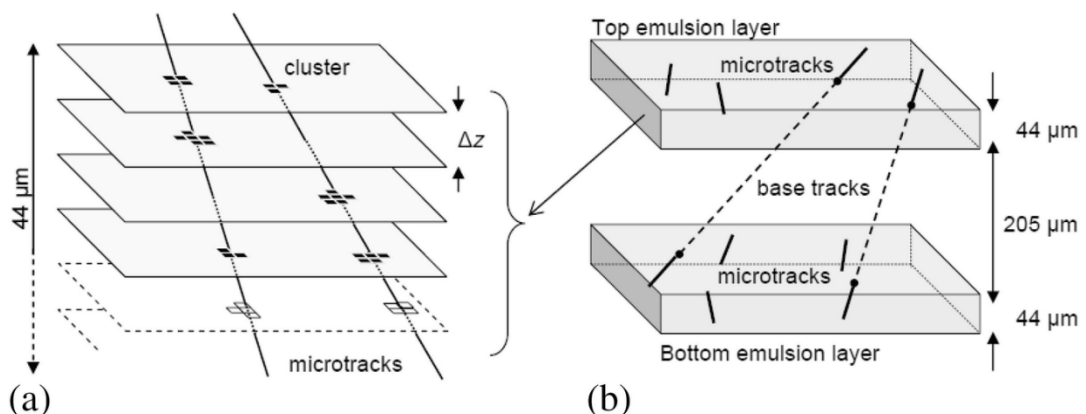 44 µm
cluster
Δz
microtracks
(a)
Top emulsion layer
microtracks
44 µm
base tracks
205 µm
microtracks
44 µm
Bottom emulsion layer
(b)